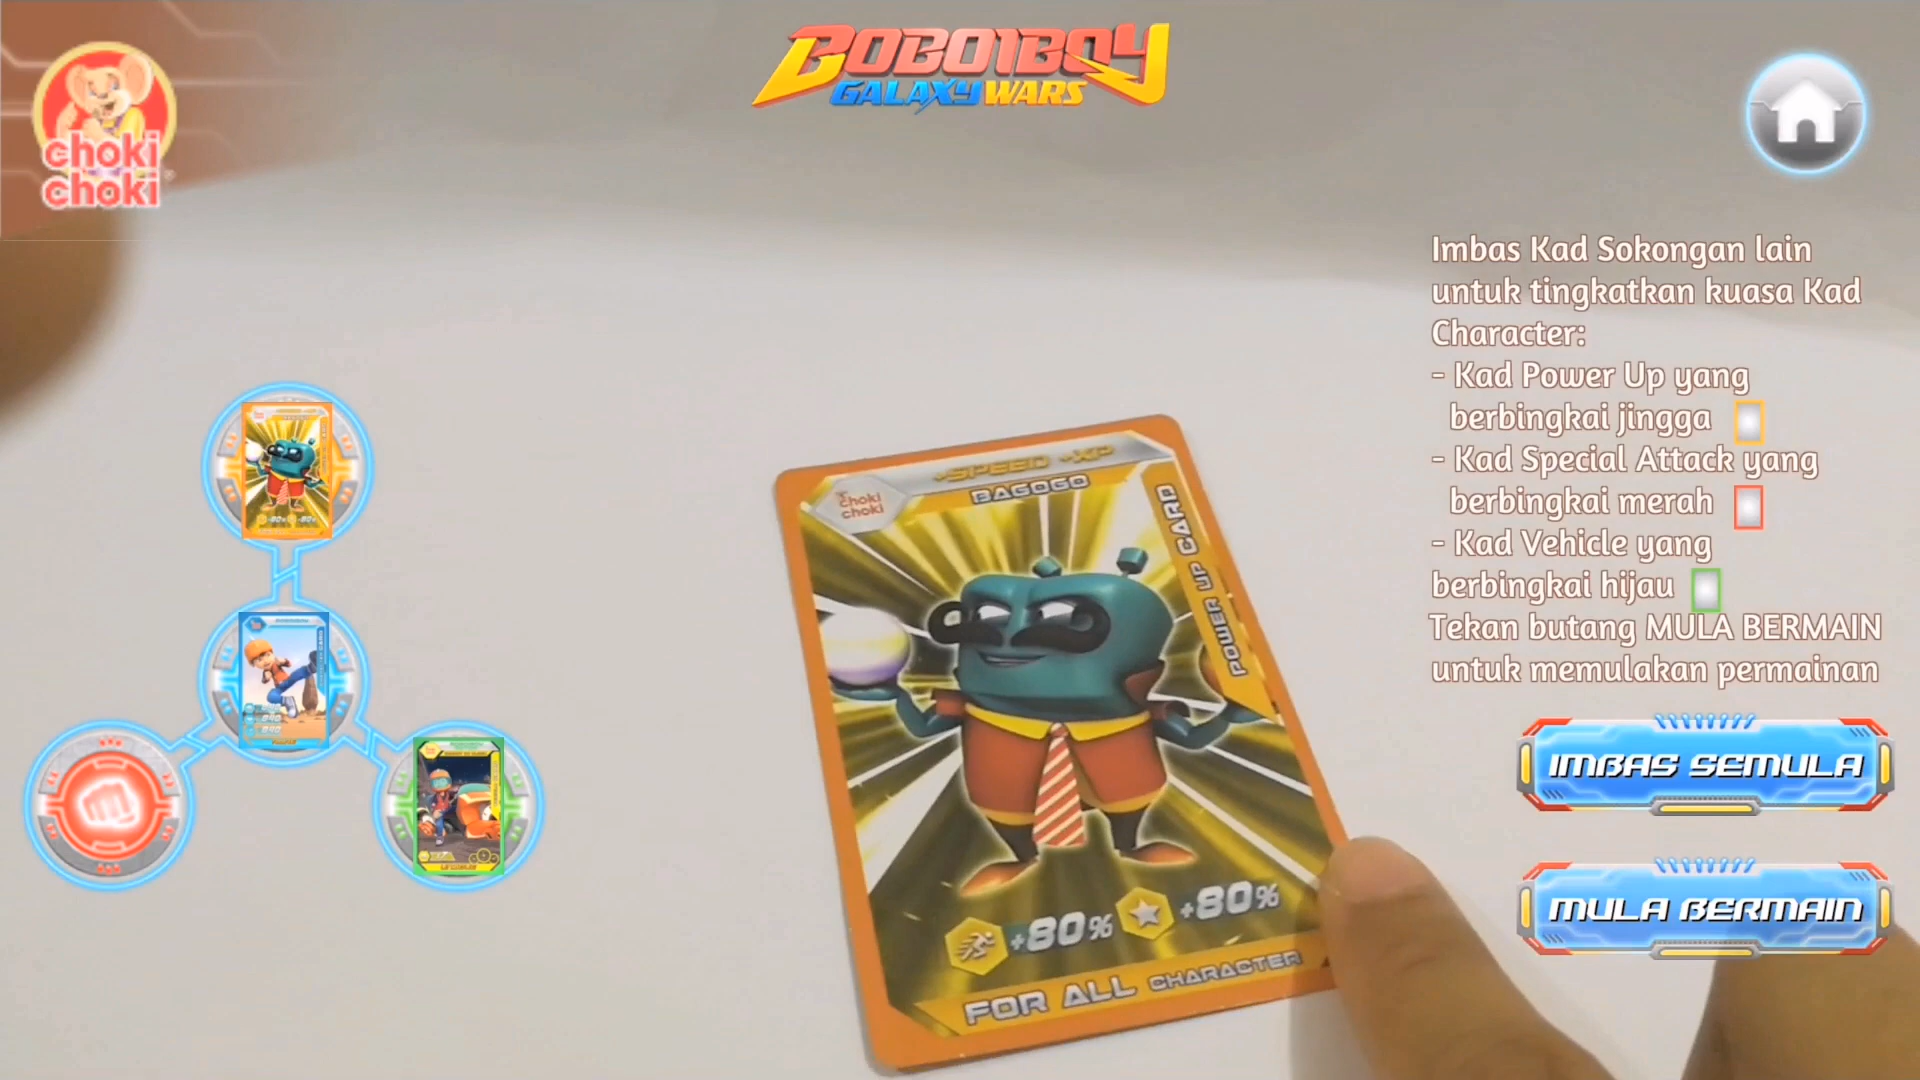 BOBOIBOY
GALAXY WARS
choki
choki
Imbas Kad Sokongan lain
untuk tingkatkan kuasa Kad
Character:
- Kad Power Up yang
berbingkai jingga
- Kad Special Attack yang
berbingkai merah
- Kad Vehicle yang
berbingkai hijau
Tekan butang MULA BERMAIN
untuk memulakan permainan
IMBAS SEMULA
MULA BERMAIN
+SPEED +XP
BAGOGO
choki
choki
POWER UP CARD
+80% +80%
FOR ALL CHARACTER